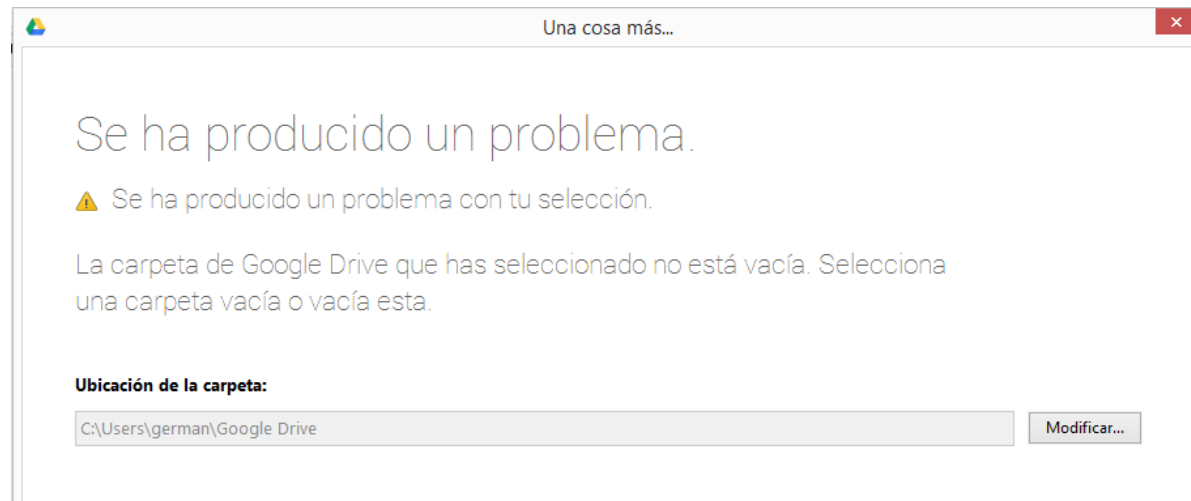 Una cosa más...
Se ha producido un problema.
Se ha producido un problema con tu selección.
La carpeta de Google Drive que has seleccionado no está vacía. Selecciona
una carpeta vacía o vacía esta.
Ubicación de la carpeta:
C:\Users\german\Google Drive
Modificar...